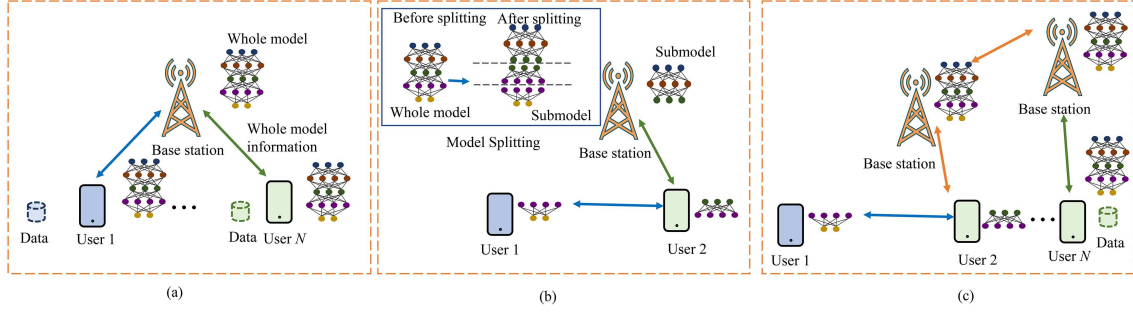 Whole model
Base station
Whole model
information
Data
User 1
Data
User N
(a)
Before splitting
After splitting
Whole model
Submodel
Model Splitting
Submodel
Base station
User 1
User 2
(b)
Base station
Base station
User 1
User 2
User N
Data
(c)